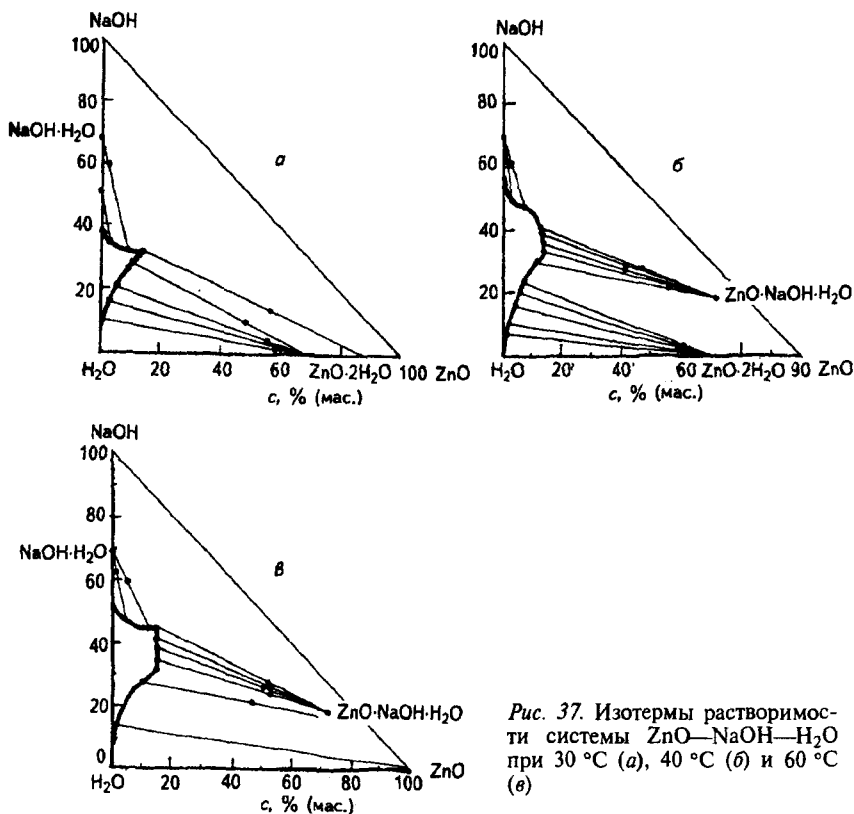 NaOH
100
80
NaOH·H₂O
60
40
20
а
H₂O
20
40
60
ZnO·2H₂O
100
ZnO
с, % (мас.)
NaOH
100
80
60
40
20
б
ZnO·NaOH·H₂O
H₂O
20
40
60
ZnO·2H₂O
90
ZnO
с, % (мас.)
NaOH
100
80
NaOH·H₂O
60
40
20
0
в
ZnO·NaOH·H₂O
H₂O
20
40
60
80
100
ZnO
с, % (мас.)
Рис. 37. Изотермы растворимос-
ти системы ZnO—NaOH—H₂O
при 30 °С (а), 40 °С (б) и 60 °С
(в)